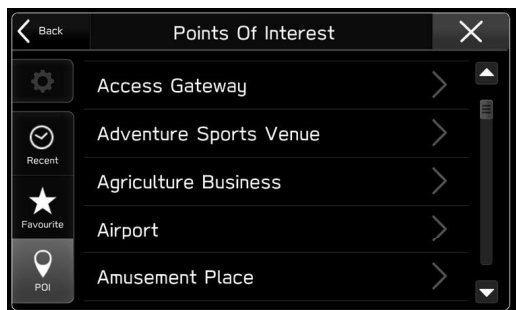 Back
Points Of Interest
Access Gateway
Adventure Sports Venue
Recent
Agriculture Business
Favourite
Airport
POI
Amusement Place